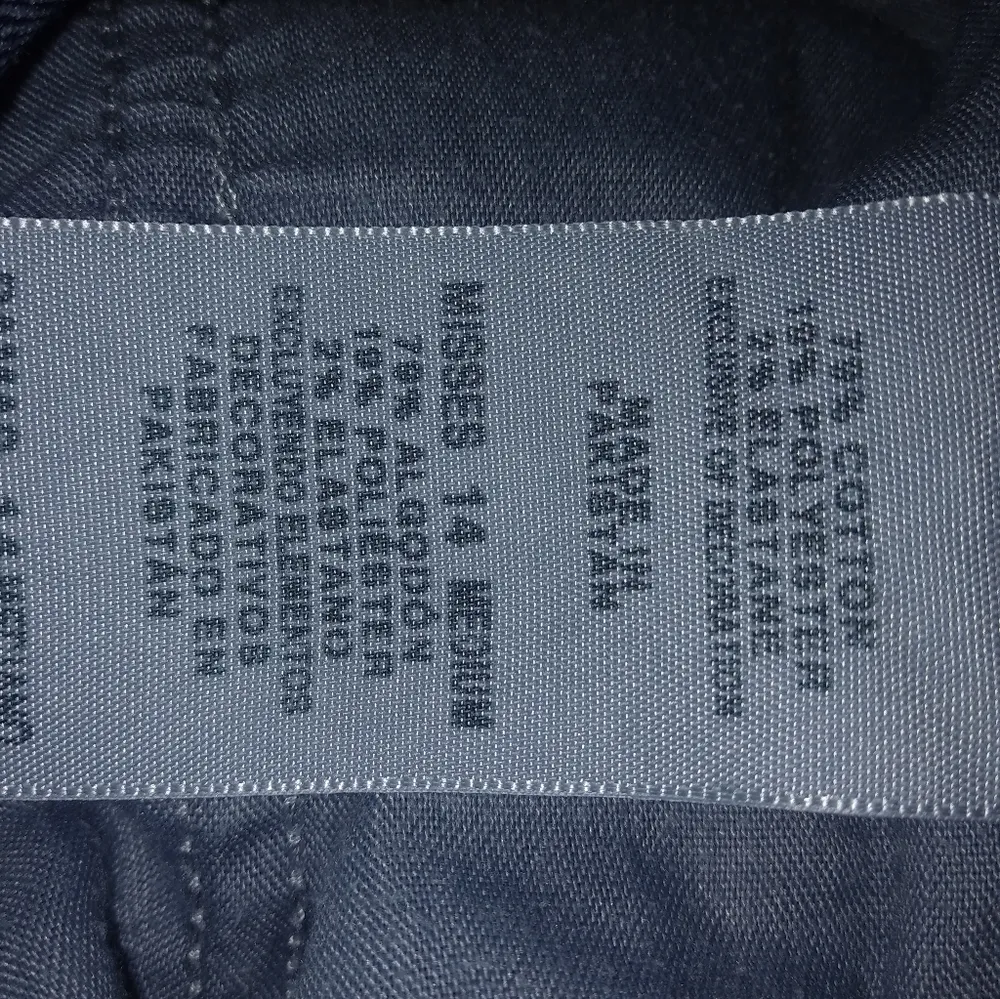 79% COTTON
19% POLYESTER
2% ELASTANE
EXCLUSIVE OF DECORATION
MADE IN
PAKISTAN
MISSES 14 MEDIUM
79% ALGODÓN
19% POLIÉSTER
2% ELASTANO
EXCLUYENDO ELEMENTOS
DECORATIVOS
FABRICADO EN
PAKISTAN